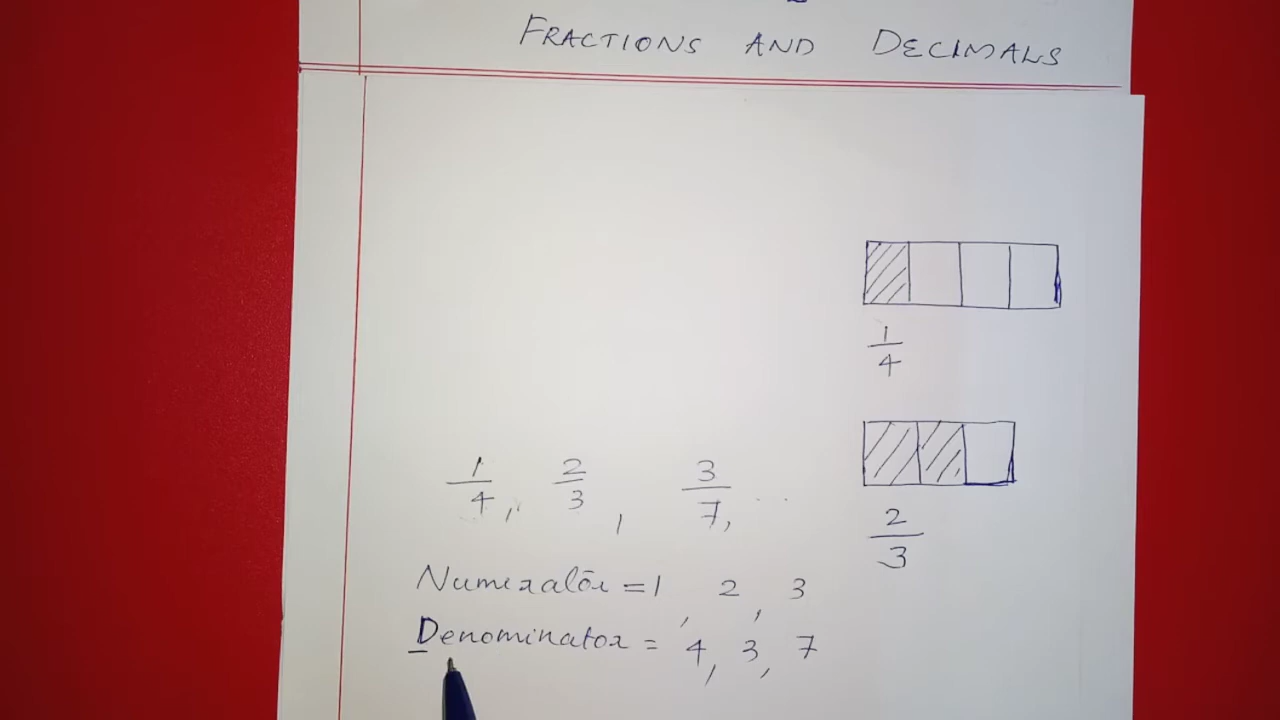 FRACTIONS AND DECIMALS
1/4
1/4, 2/3, 3/7, ..
2/3
Numerator = 1, 2, 3
Denominator = 4, 3, 7